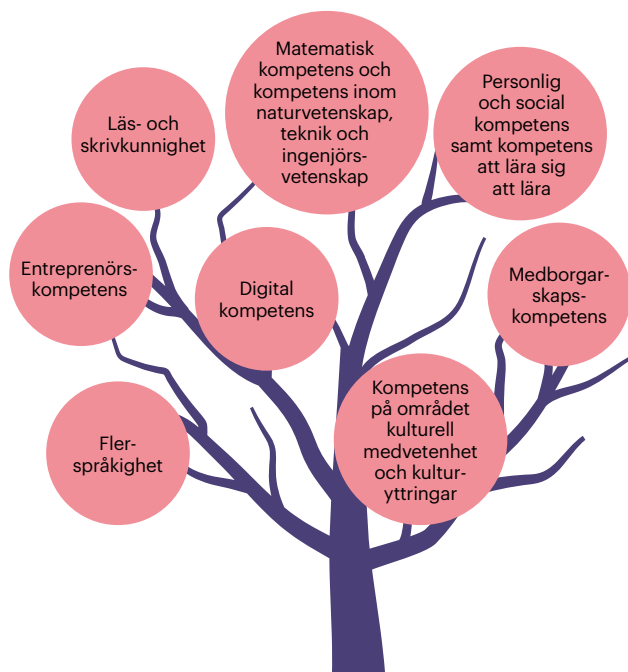 Matematisk
kompetens och
kompetens inom
naturvetenskap,
teknik och
ingenjörs-
vetenskap
Personlig
och social
kompetens
samt kompetens
att lära sig
att lära
Läs- och
skrivkunnighet
Entreprenörs-
kompetens
Digital
kompetens
Medborgar-
skaps-
kompetens
Kompetens
på området
kulturell
medvetenhet
och kultur-
yttringar
Fler-
språkighet